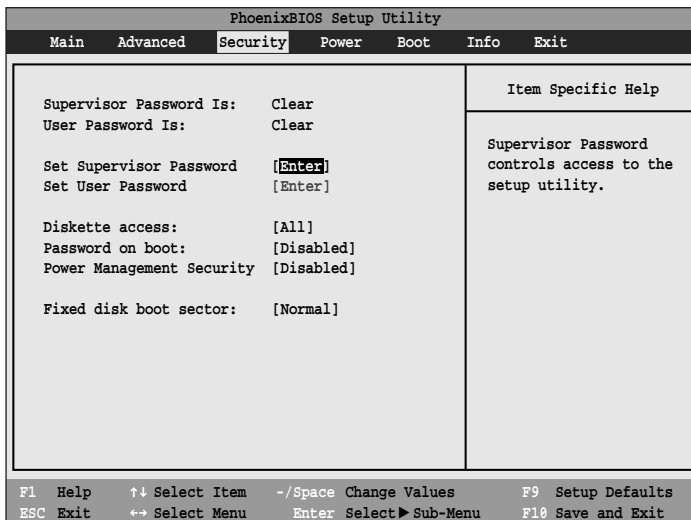 PhoenixBIOS Setup Utility
Main Advanced Security Power Boot Info Exit
Supervisor Password Is: Clear
User Password Is: Clear
Set Supervisor Password [Enter]
Set User Password [Enter]
Diskette access: [All]
Password on boot: [Disabled]
Power Management Security [Disabled]
Fixed disk boot sector: [Normal]
Item Specific Help
Supervisor Password
controls access to the
setup utility.
F1 Help ↑↓ Select Item -/Space Change Values F9 Setup Defaults
ESC Exit ←→ Select Menu Enter Select▶Sub-Menu F10 Save and Exit